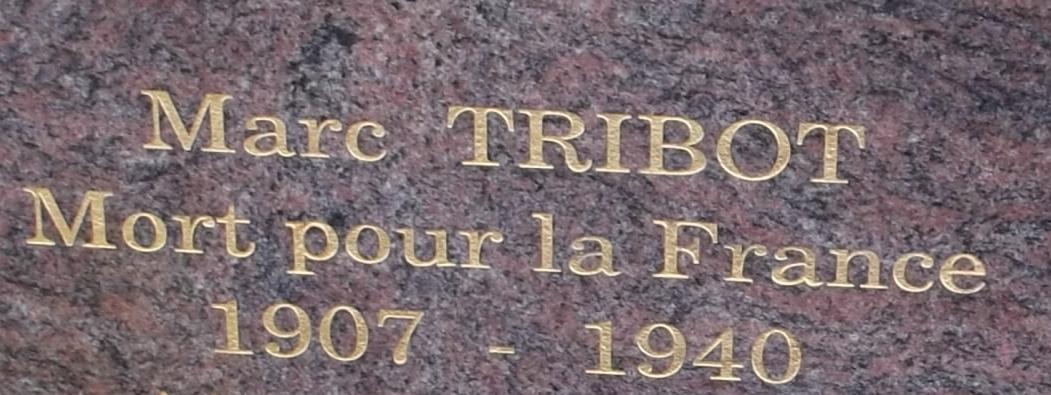 Marc TRIBOT
Mort pour la France
1907 - 1940